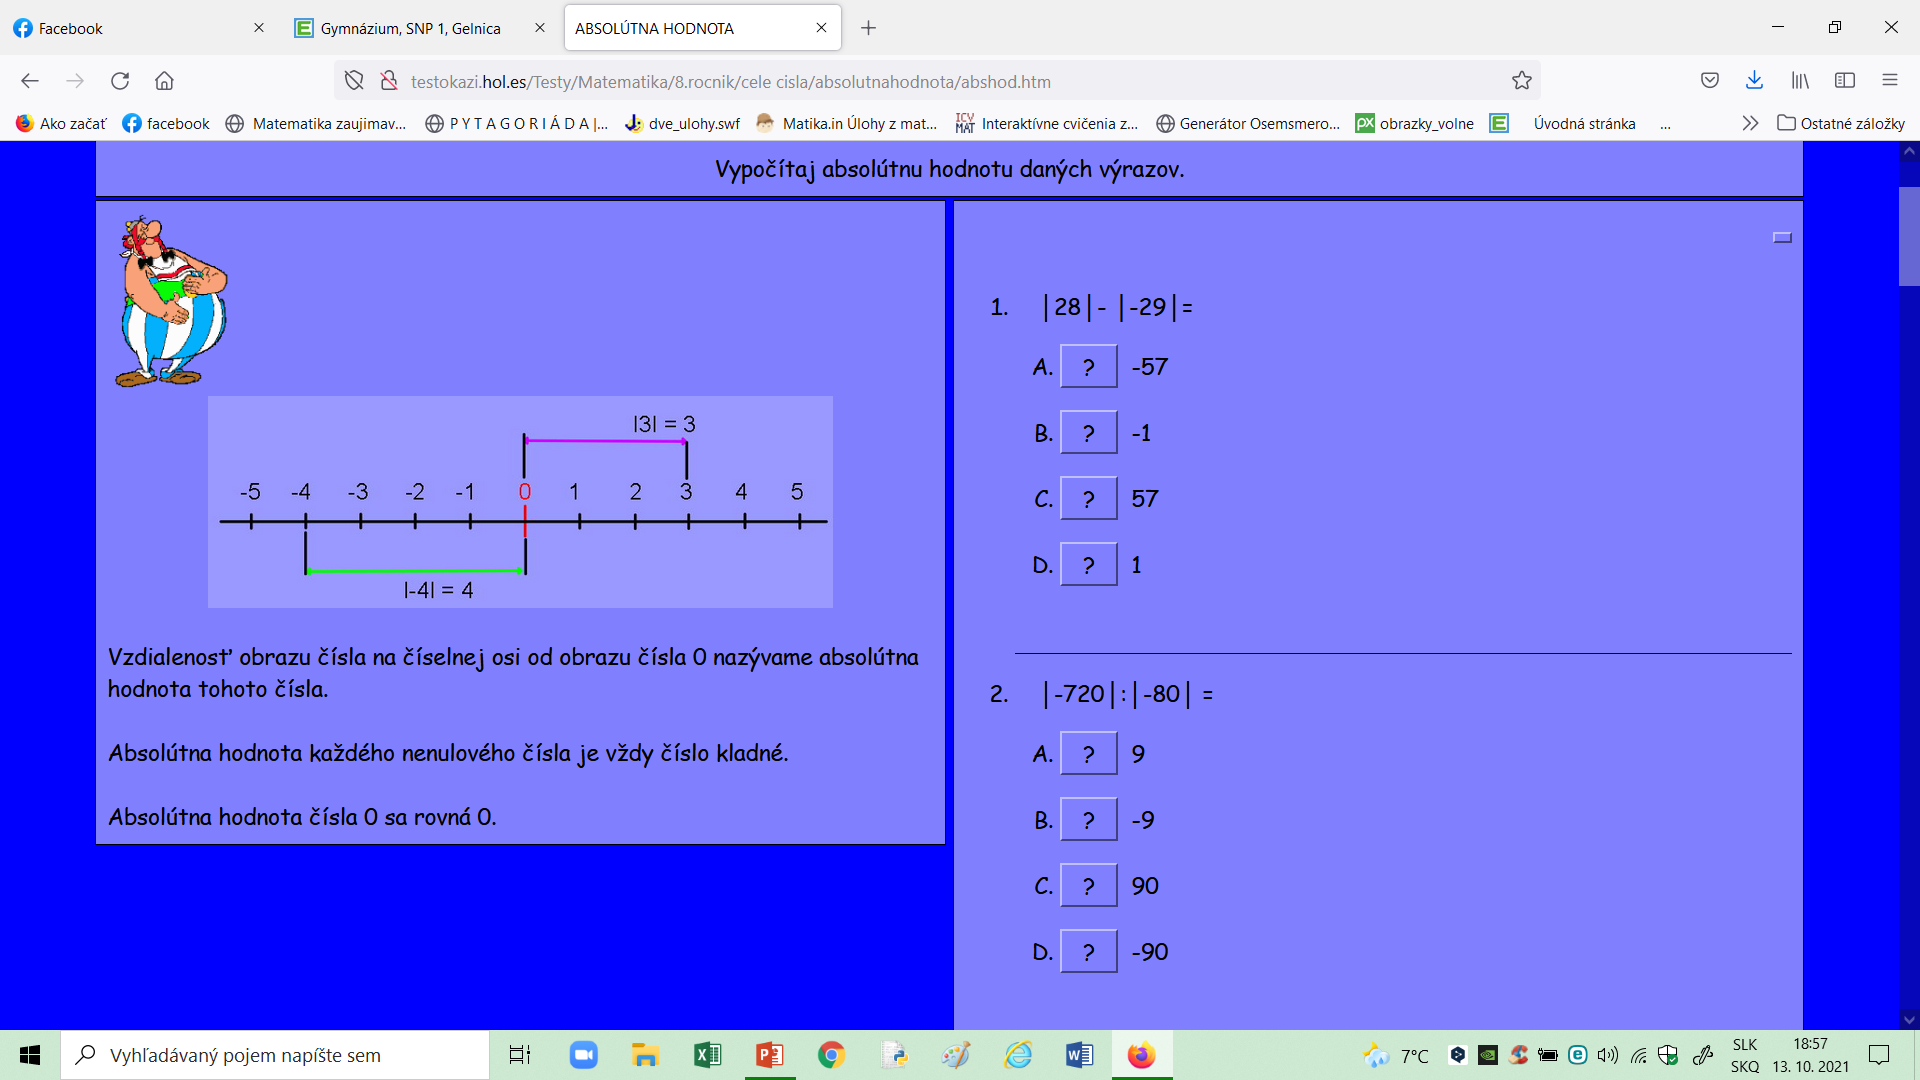 Facebook
Gymnázium, SNP 1, Gelnica
ABSOLÚTNA HODNOTA
testokazi.hol.es/Testy/Matematika/8.rocnik/cele cisla/absolutnahodnota/abshod.htm
Ako začať
facebook
Matematika zaujimav...
P Y T A G O R I Á D A |...
dve_ulohy.swf
Matika.in Úlohy z mat...
ICV MAT
Interaktívne cvičenia z...
Generátor Osemsmero...
px
obrazky_volne
Úvodná stránka
...
Ostatné záložky
Vypočítaj absolútnu hodnotu daných výrazov.
|3| = 3
-5 -4 -3 -2 -1 0 1 2 3 4 5
|-4| = 4
Vzdialenosť obrazu čísla na číselnej osi od obrazu čísla 0 nazývame absolútna
hodnota tohoto čísla.
Absolútna hodnota každého nenulového čísla je vždy číslo kladné.
Absolútna hodnota čísla 0 sa rovná 0.
1. |28|- |-29|=
A. ? -57
B. ? -1
C. ? 57
D. ? 1
2. |-720|:|-80| =
A. ? 9
B. ? -9
C. ? 90
D. ? -90
Vyhľadávaný pojem napíšte sem
7°C
SLK
SKQ
18:57
13. 10. 2021